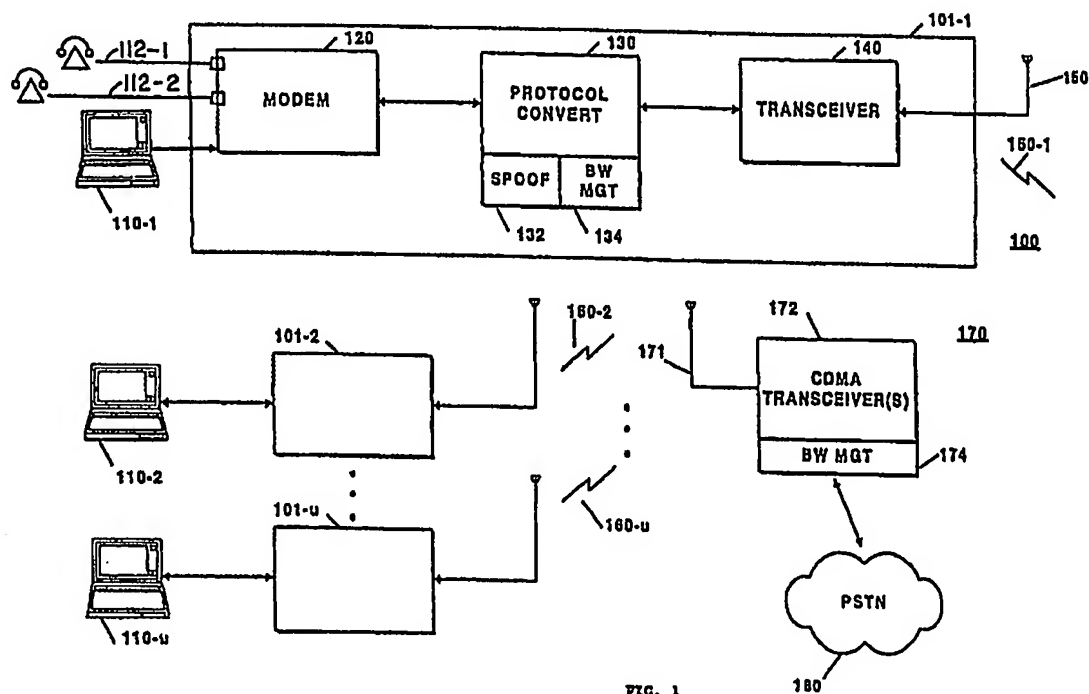 101-1
120
130
140
112-1
112-2
MODEM
PROTOCOL
CONVERT
TRANSCEIVER
150
160-1
SPOOF
BW
MGT
110-1
132
134
100
160-2
172
170
101-2
171
CDMA
TRANSCEIVER(S)
BW MGT
174
110-2
101-u
160-u
PSTN
110-u
180
FIG. 1